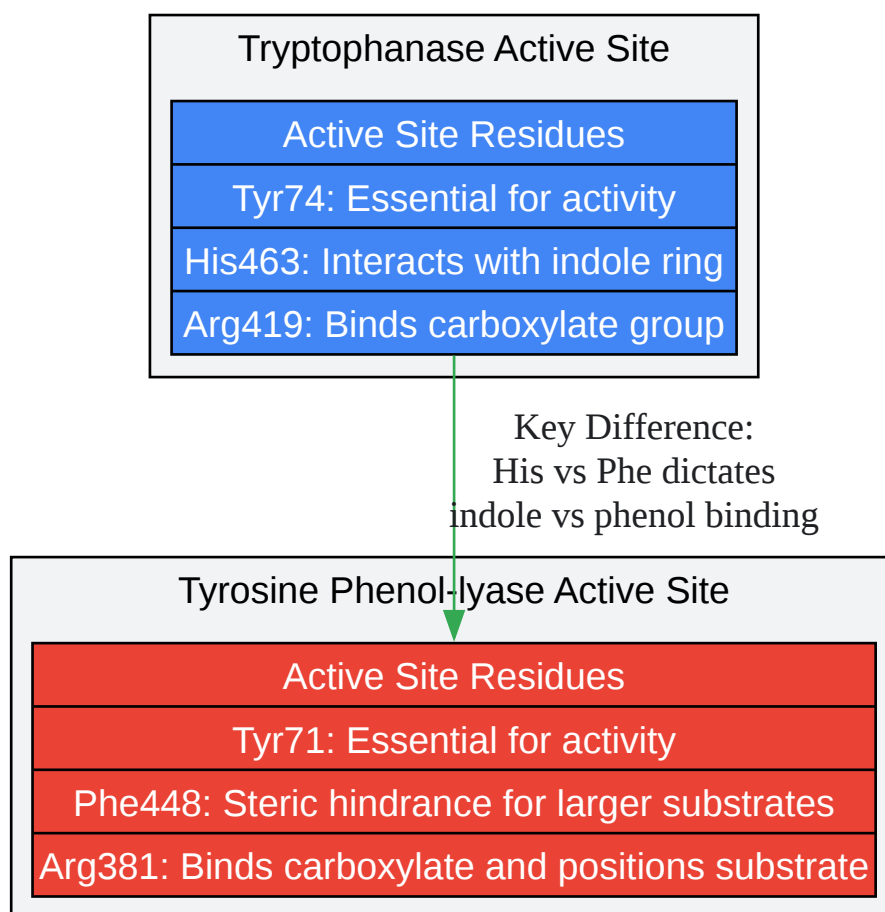 Tryptophanase Active Site
Active Site Residues
Tyr74: Essential for activity
His463: Interacts with indole ring
Arg419: Binds carboxylate group
Key Difference:
His vs Phe dictates
indole vs phenol binding
Tyrosine Phenol-lyase Active Site
Active Site Residues
Tyr71: Essential for activity
Phe448: Steric hindrance for larger substrates
Arg381: Binds carboxylate and positions substrate